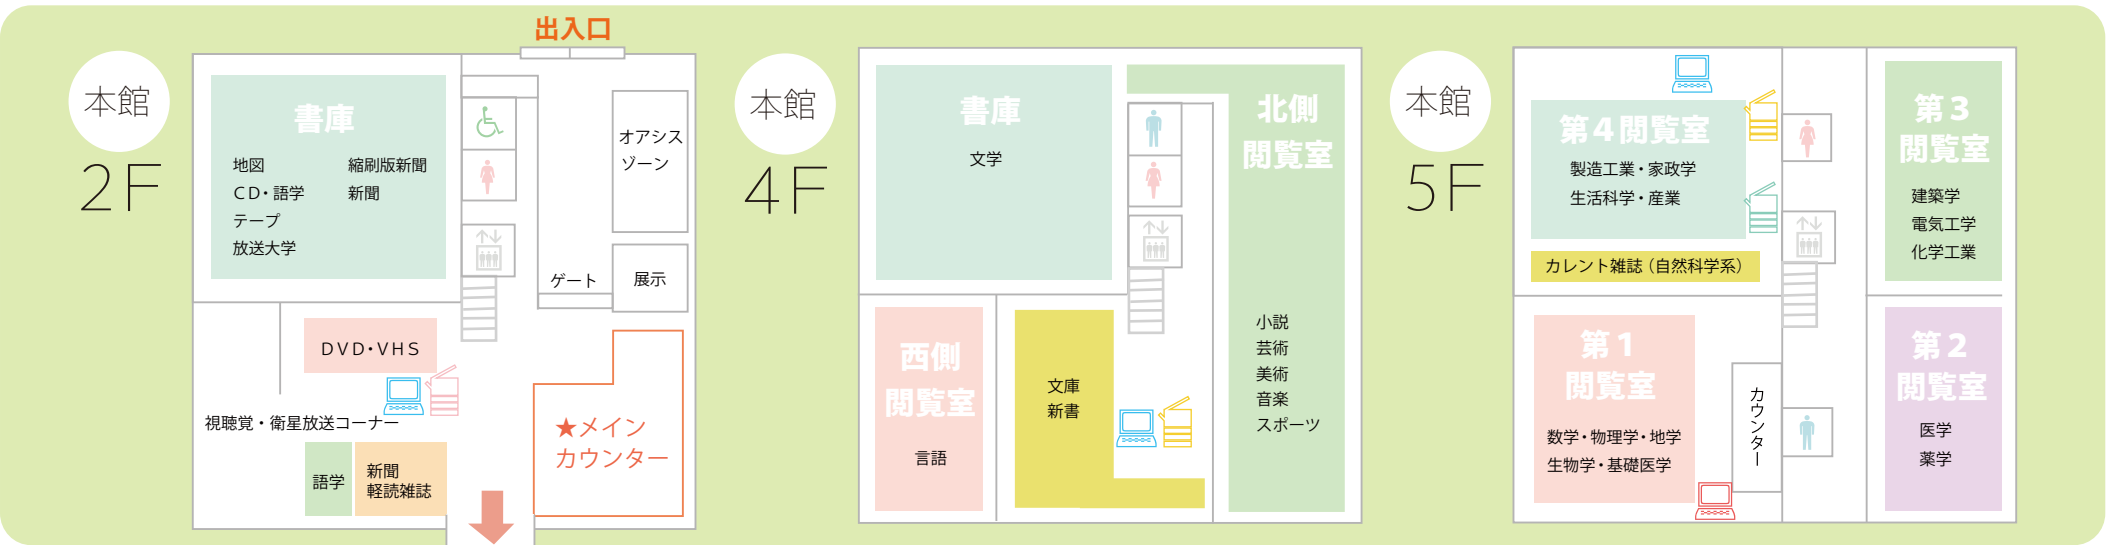 出入口
本館
2F
書庫
地図
CD・語学
テープ
放送大学
縮刷版新聞
新聞
オアシス
ゾーン
ゲート
展示
DVD・VHS
視聴覚・衛星放送コーナー
語学
新聞
軽読雑誌
★メイン
カウンター
本館
4F
書庫
文学
北側
閲覧室
小説
芸術
美術
音楽
スポーツ
西側
閲覧室
言語
文庫
新書
本館
5F
第4閲覧室
製造工業・家政学
生活科学・産業
カレント雑誌（自然科学系）
第3
閲覧室
建築学
電気工学
化学工業
第1
閲覧室
数学・物理学・地学
生物学・基礎医学
カウンター
第2
閲覧室
医学
薬学